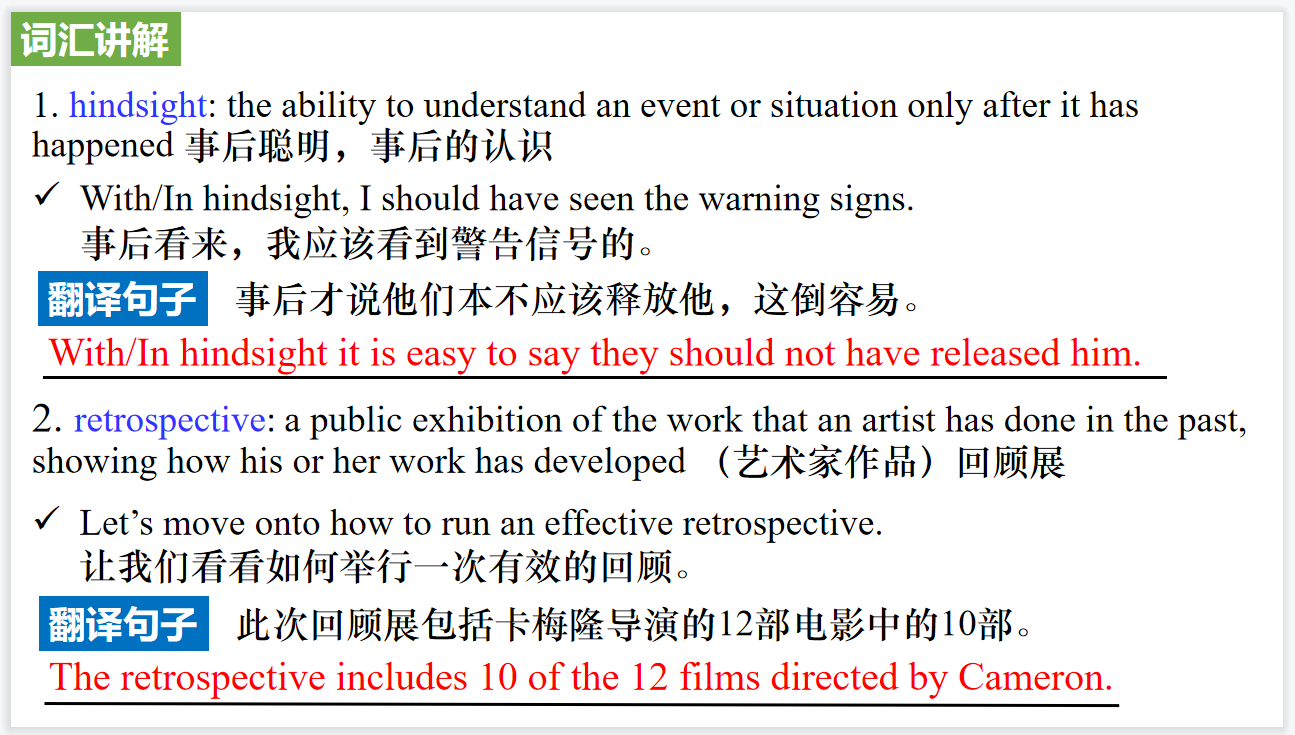 词汇讲解
1. hindsight: the ability to understand an event or situation only after it has
happened 事后聪明，事后的认识
✓ With/In hindsight, I should have seen the warning signs.
事后看来，我应该看到警告信号的。
翻译句子 事后才说他们本不应该释放他，这倒容易。
With/In hindsight it is easy to say they should not have released him.
2. retrospective: a public exhibition of the work that an artist has done in the past,
showing how his or her work has developed （艺术家作品）回顾展
✓ Let’s move onto how to run an effective retrospective.
让我们看看如何举行一次有效的回顾。
翻译句子 此次回顾展包括卡梅隆导演的12部电影中的10部。
The retrospective includes 10 of the 12 films directed by Cameron.